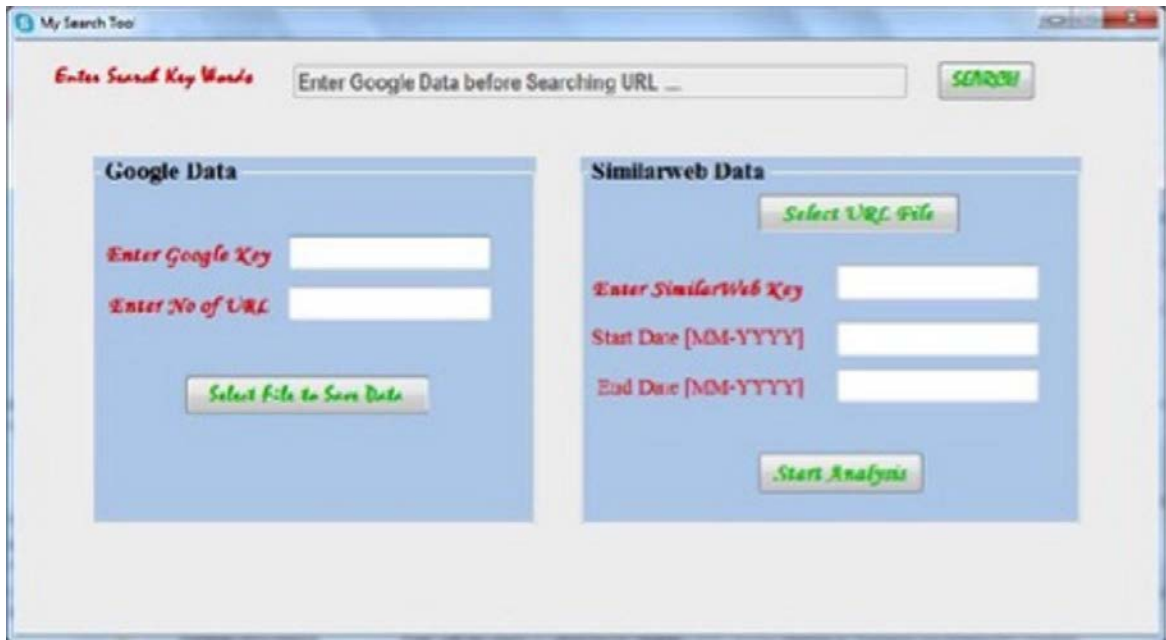 My Search Tool
Enter Search Key Words
Enter Google Data before Searching URL ...
SEARCH
Google Data
Enter Google Key
Enter No of URL
Select File to Save Data
Similarweb Data
Select URL File
Enter SimilarWeb Key
Start Date [MM-YYYY]
End Date [MM-YYYY]
Start Analysis